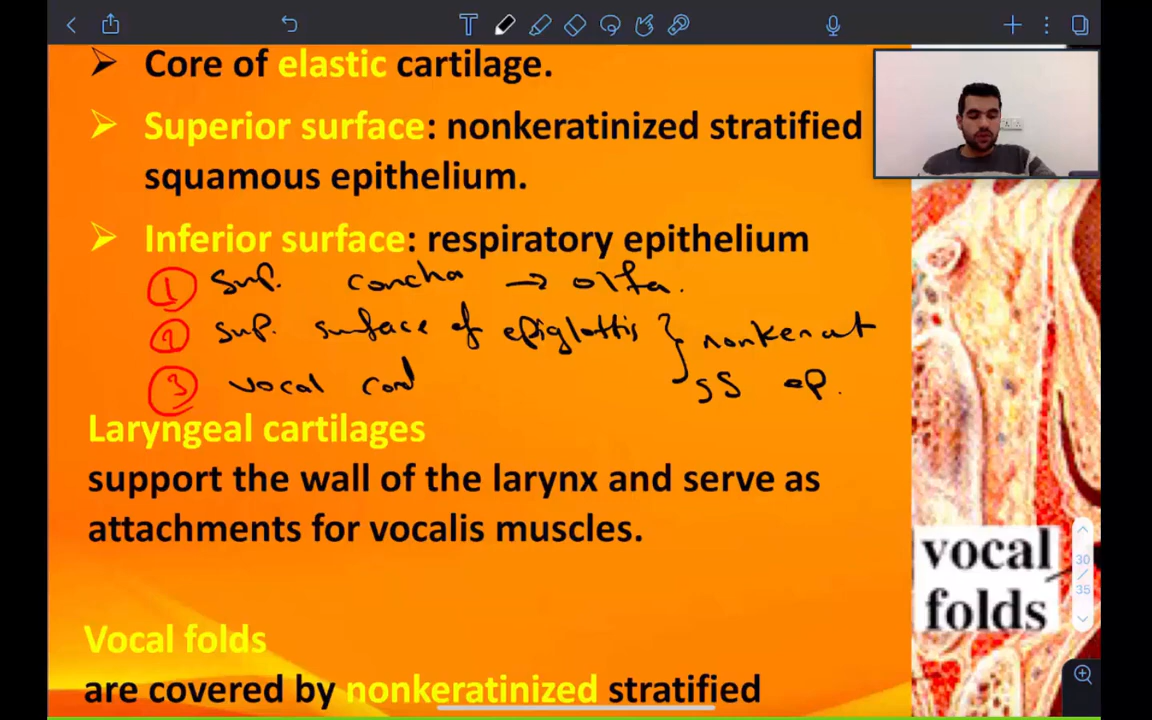 Core of elastic cartilage.
Superior surface: nonkeratinized stratified
squamous epithelium.
Inferior surface: respiratory epithelium
1 Sup. concha → olfa.
2 sup. surface of epiglottis } nonkerat
3 vocal cord SS ep.
Laryngeal cartilages
support the wall of the larynx and serve as
attachments for vocalis muscles.
Vocal folds
are covered by nonkeratinized stratified
vocal
folds
30
/
35